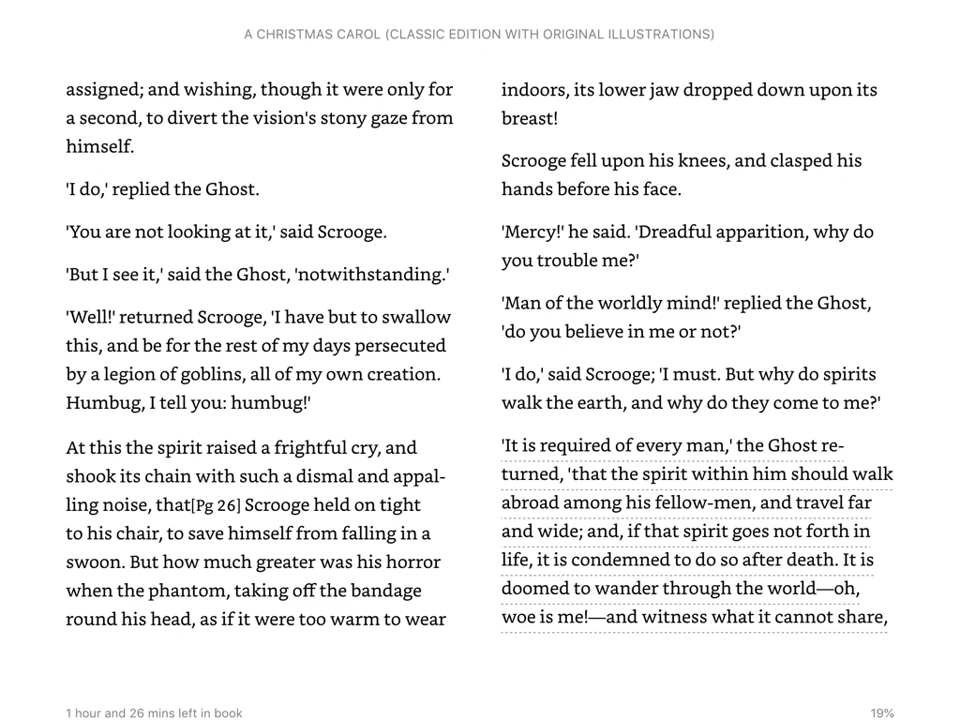 A CHRISTMAS CAROL (CLASSIC EDITION WITH ORIGINAL ILLUSTRATIONS)
assigned; and wishing, though it were only for
a second, to divert the vision's stony gaze from
himself.
'I do,' replied the Ghost.
'You are not looking at it,' said Scrooge.
'But I see it,' said the Ghost, 'notwithstanding.'
'Well!' returned Scrooge, 'I have but to swallow
this, and be for the rest of my days persecuted
by a legion of goblins, all of my own creation.
Humbug, I tell you: humbug!'
At this the spirit raised a frightful cry, and
shook its chain with such a dismal and appal-
ling noise, that[Pg 26] Scrooge held on tight
to his chair, to save himself from falling in a
swoon. But how much greater was his horror
when the phantom, taking off the bandage
round his head, as if it were too warm to wear
indoors, its lower jaw dropped down upon its
breast!
Scrooge fell upon his knees, and clasped his
hands before his face.
'Mercy!' he said. 'Dreadful apparition, why do
you trouble me?'
'Man of the worldly mind!' replied the Ghost,
'do you believe in me or not?'
'I do,' said Scrooge; 'I must. But why do spirits
walk the earth, and why do they come to me?'
'It is required of every man,' the Ghost re-
turned, 'that the spirit within him should walk
abroad among his fellow-men, and travel far
and wide; and, if that spirit goes not forth in
life, it is condemned to do so after death. It is
doomed to wander through the world—oh,
woe is me!—and witness what it cannot share,
1 hour and 26 mins left in book
19%